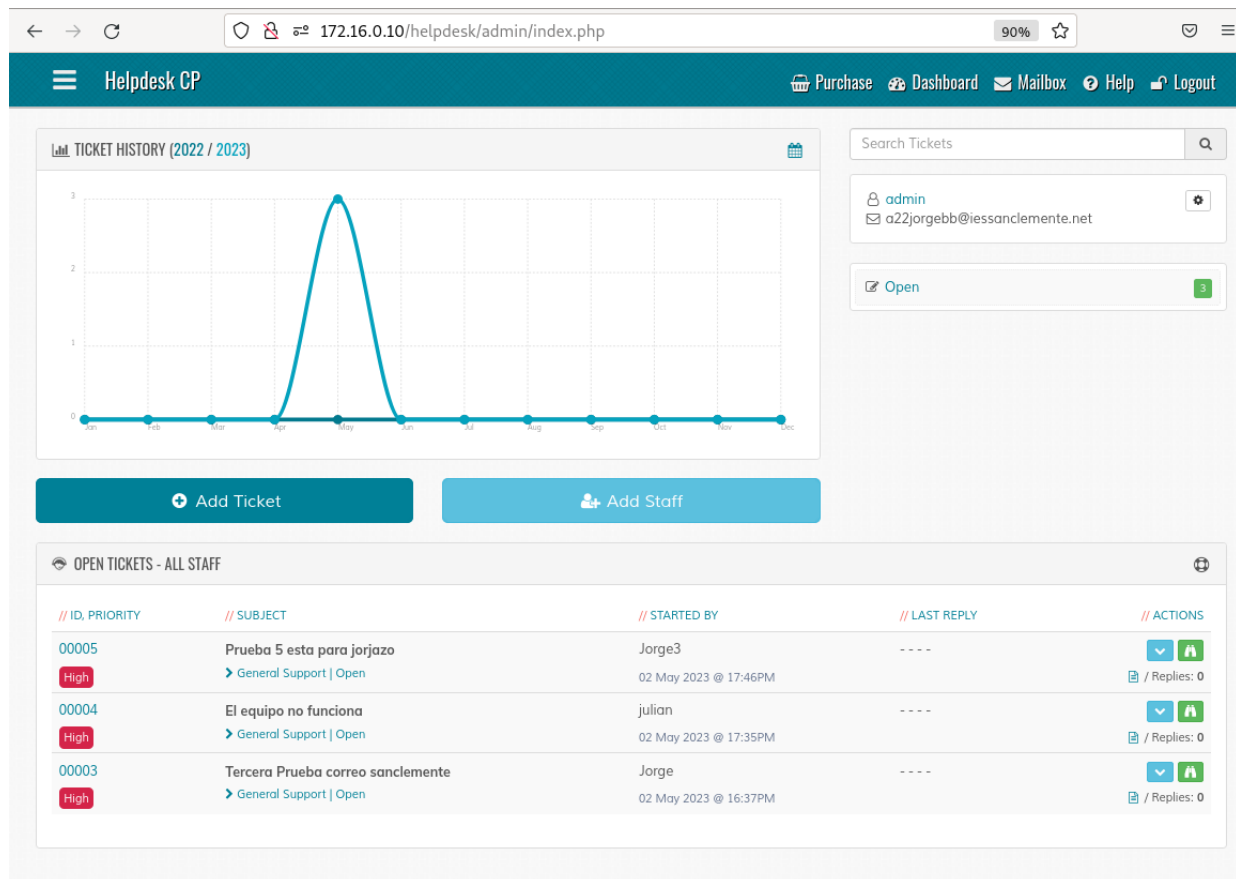 172.16.0.10/helpdesk/admin/index.php 90%
Helpdesk CP Purchase Dashboard Mailbox Help Logout
TICKET HISTORY (2022 / 2023)
Search Tickets
admin
a22jorgebb@iessanclemente.net
Open 3
3
2
1
0
Jan Feb Mar Apr May Jun Jul Aug Sep Oct Nov Dec
Add Ticket Add Staff
OPEN TICKETS - ALL STAFF
// ID, PRIORITY // SUBJECT // STARTED BY // LAST REPLY // ACTIONS
00005 Prueba 5 esta para jorjazo Jorge3 - - - -
High General Support | Open 02 May 2023 @ 17:46PM / Replies: 0
00004 El equipo no funciona julian - - - -
High General Support | Open 02 May 2023 @ 17:35PM / Replies: 0
00003 Tercera Prueba correo sanclemente Jorge - - - -
High General Support | Open 02 May 2023 @ 16:37PM / Replies: 0